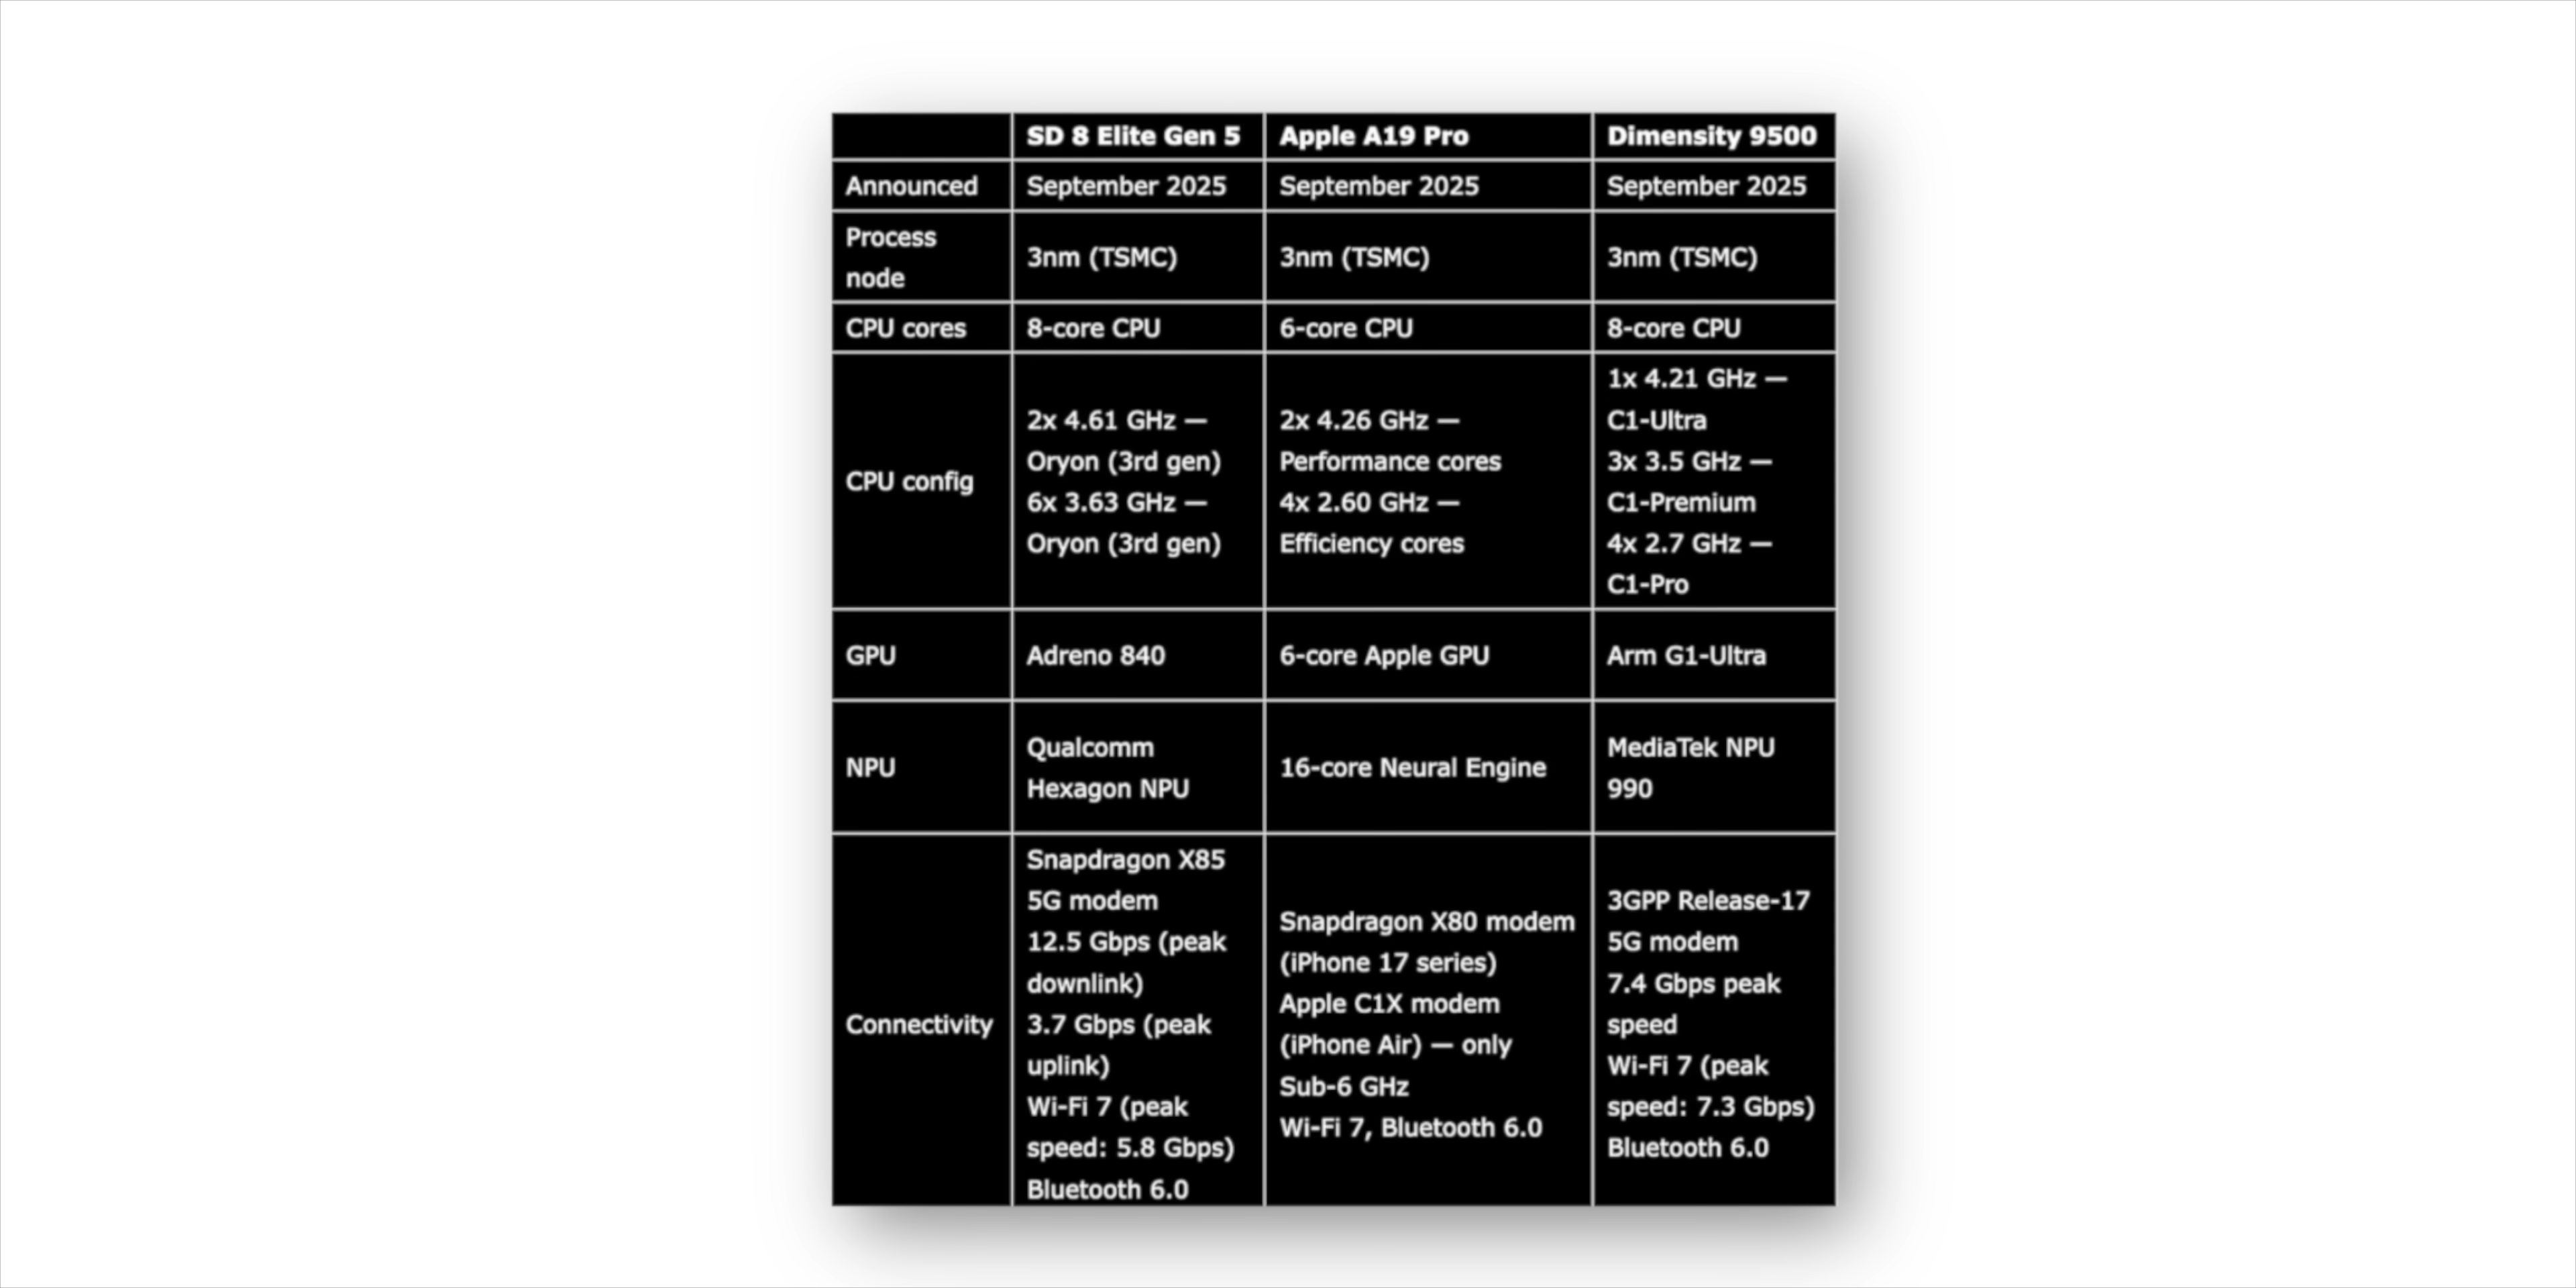 SD 8 Elite Gen 5
Apple A19 Pro
Dimensity 9500
Announced
September 2025
September 2025
September 2025
Process
node
3nm (TSMC)
3nm (TSMC)
3nm (TSMC)
CPU cores
8-core CPU
6-core CPU
8-core CPU
CPU config
2x 4.61 GHz —
Oryon (3rd gen)
6x 3.63 GHz —
Oryon (3rd gen)
2x 4.26 GHz —
Performance cores
4x 2.60 GHz —
Efficiency cores
1x 4.21 GHz —
C1-Ultra
3x 3.5 GHz —
C1-Premium
4x 2.7 GHz —
C1-Pro
GPU
Adreno 840
6-core Apple GPU
Arm G1-Ultra
NPU
Qualcomm
Hexagon NPU
16-core Neural Engine
MediaTek NPU
990
Connectivity
Snapdragon X85
5G modem
12.5 Gbps (peak
downlink)
3.7 Gbps (peak
uplink)
Wi-Fi 7 (peak
speed: 5.8 Gbps)
Bluetooth 6.0
Snapdragon X80 modem
(iPhone 17 series)
Apple C1X modem
(iPhone Air) — only
Sub-6 GHz
Wi-Fi 7, Bluetooth 6.0
3GPP Release-17
5G modem
7.4 Gbps peak
speed
Wi-Fi 7 (peak
speed: 7.3 Gbps)
Bluetooth 6.0